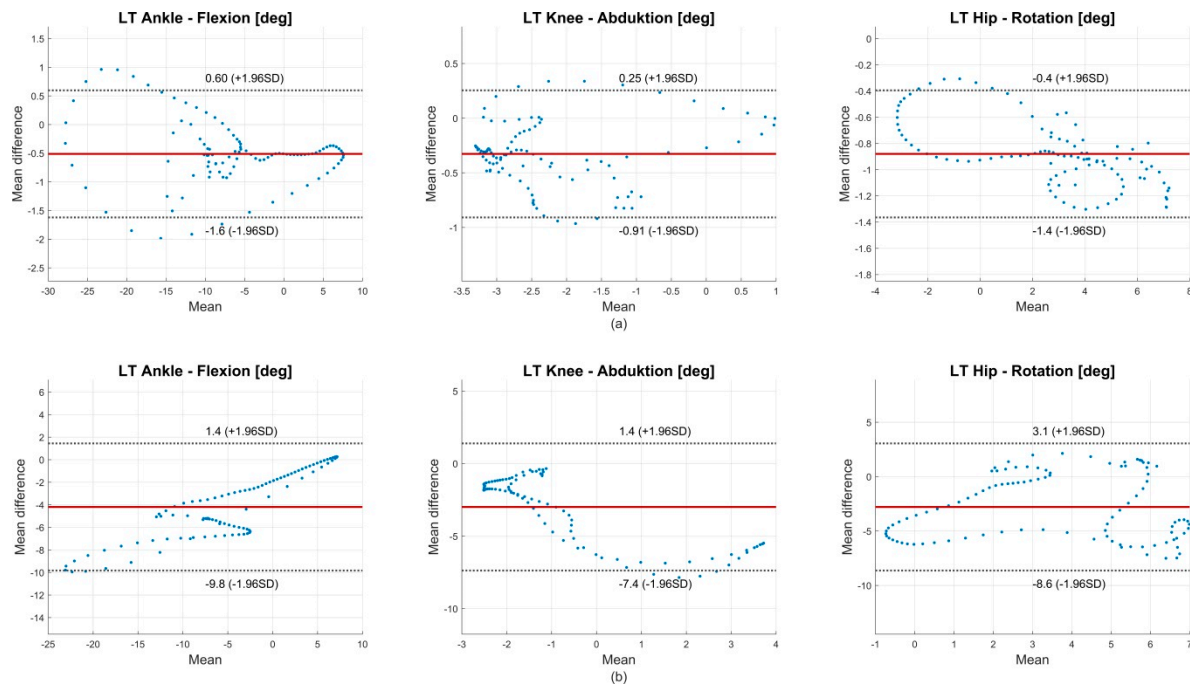 LT Ankle - Flexion [deg]
1.5
1
0.5
0
-0.5
-1
-1.5
-2
-2.5
Mean difference
0.60 (+1.96SD)
-1.6 (-1.96SD)
-30 -25 -20 -15 -10 -5 0 5 10
Mean
LT Knee - Abduktion [deg]
0.5
0
-0.5
-1
Mean difference
0.25 (+1.96SD)
-0.91 (-1.96SD)
-3.5 -3 -2.5 -2 -1.5 -1 -0.5 0 0.5 1
Mean
(a)
LT Hip - Rotation [deg]
0
-0.2
-0.4
-0.6
-0.8
-1
-1.2
-1.4
-1.6
-1.8
Mean difference
-0.4 (+1.96SD)
-1.4 (-1.96SD)
-4 -2 0 2 4 6 8
Mean
LT Ankle - Flexion [deg]
6
4
2
0
-2
-4
-6
-8
-10
-12
-14
Mean difference
1.4 (+1.96SD)
-9.8 (-1.96SD)
-25 -20 -15 -10 -5 0 5 10
Mean
LT Knee - Abduktion [deg]
5
0
-5
-10
Mean difference
1.4 (+1.96SD)
-7.4 (-1.96SD)
-3 -2 -1 0 1 2 3 4
Mean
(b)
LT Hip - Rotation [deg]
5
0
-5
-10
Mean difference
3.1 (+1.96SD)
-8.6 (-1.96SD)
-1 0 1 2 3 4 5 6 7
Mean